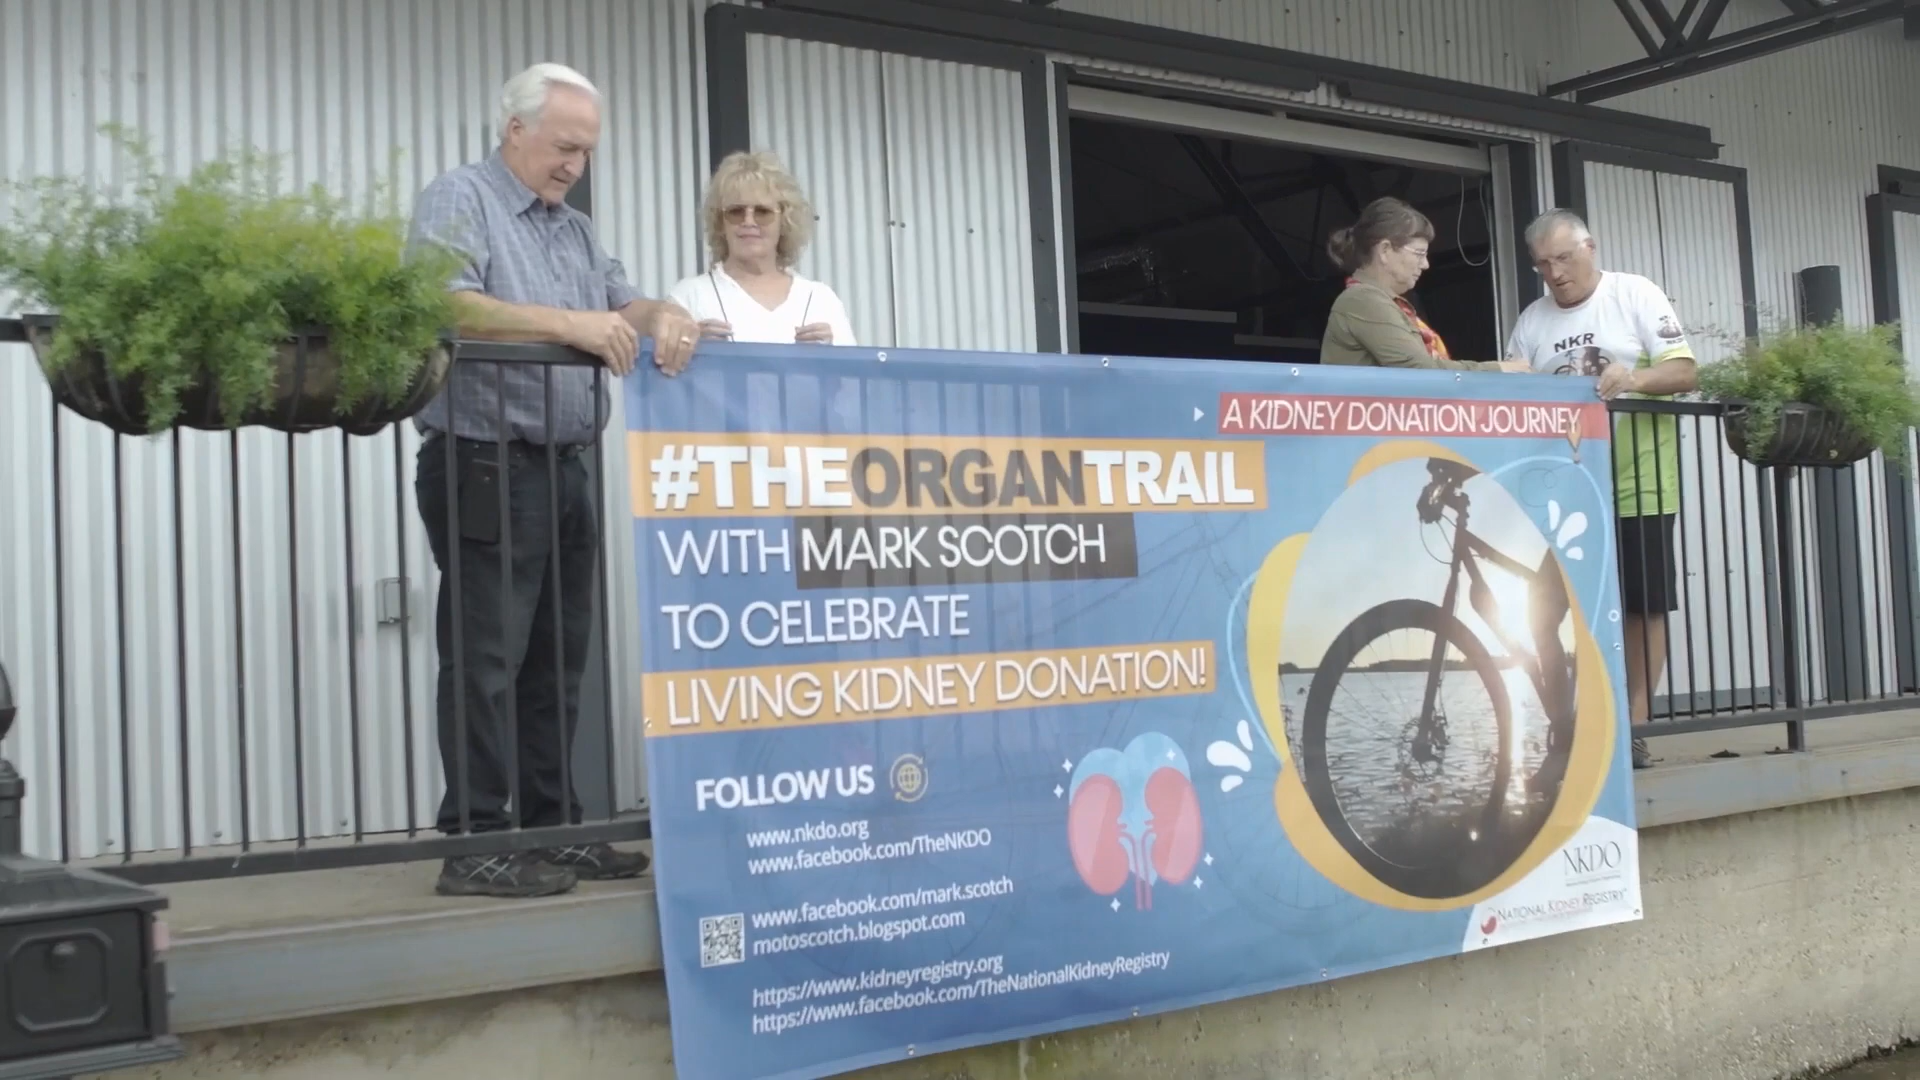 NKR
A KIDNEY DONATION JOURNEY
#THEORGANTRAIL
WITH MARK SCOTCH
TO CELEBRATE
LIVING KIDNEY DONATION!
FOLLOW US
www.nkdo.org
www.facebook.com/TheNKDO
www.facebook.com/mark.scotch
motoscotch.blogspot.com
https://www.kidneyregistry.org
https://www.facebook.com/TheNationalKidneyRegistry
NKDO
NATIONAL KIDNEY REGISTRY